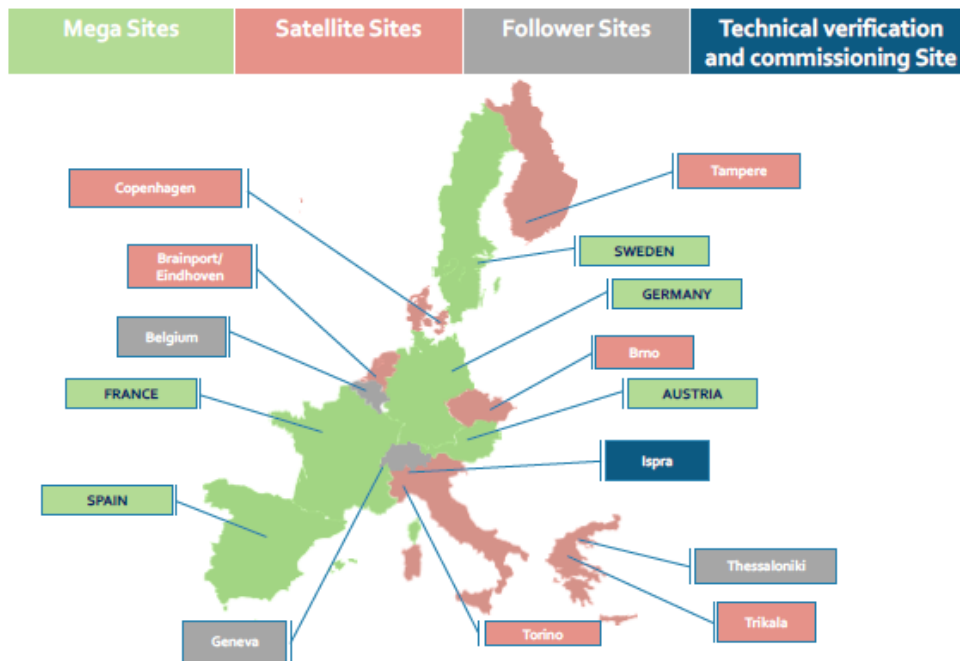 Mega Sites
Satellite Sites
Follower Sites
Technical verification
and commissioning Site
Copenhagen
Tampere
Brainport/
Eindhoven
SWEDEN
GERMANY
Belgium
Brno
FRANCE
AUSTRIA
Ispra
SPAIN
Thessaloniki
Geneva
Torino
Trikala